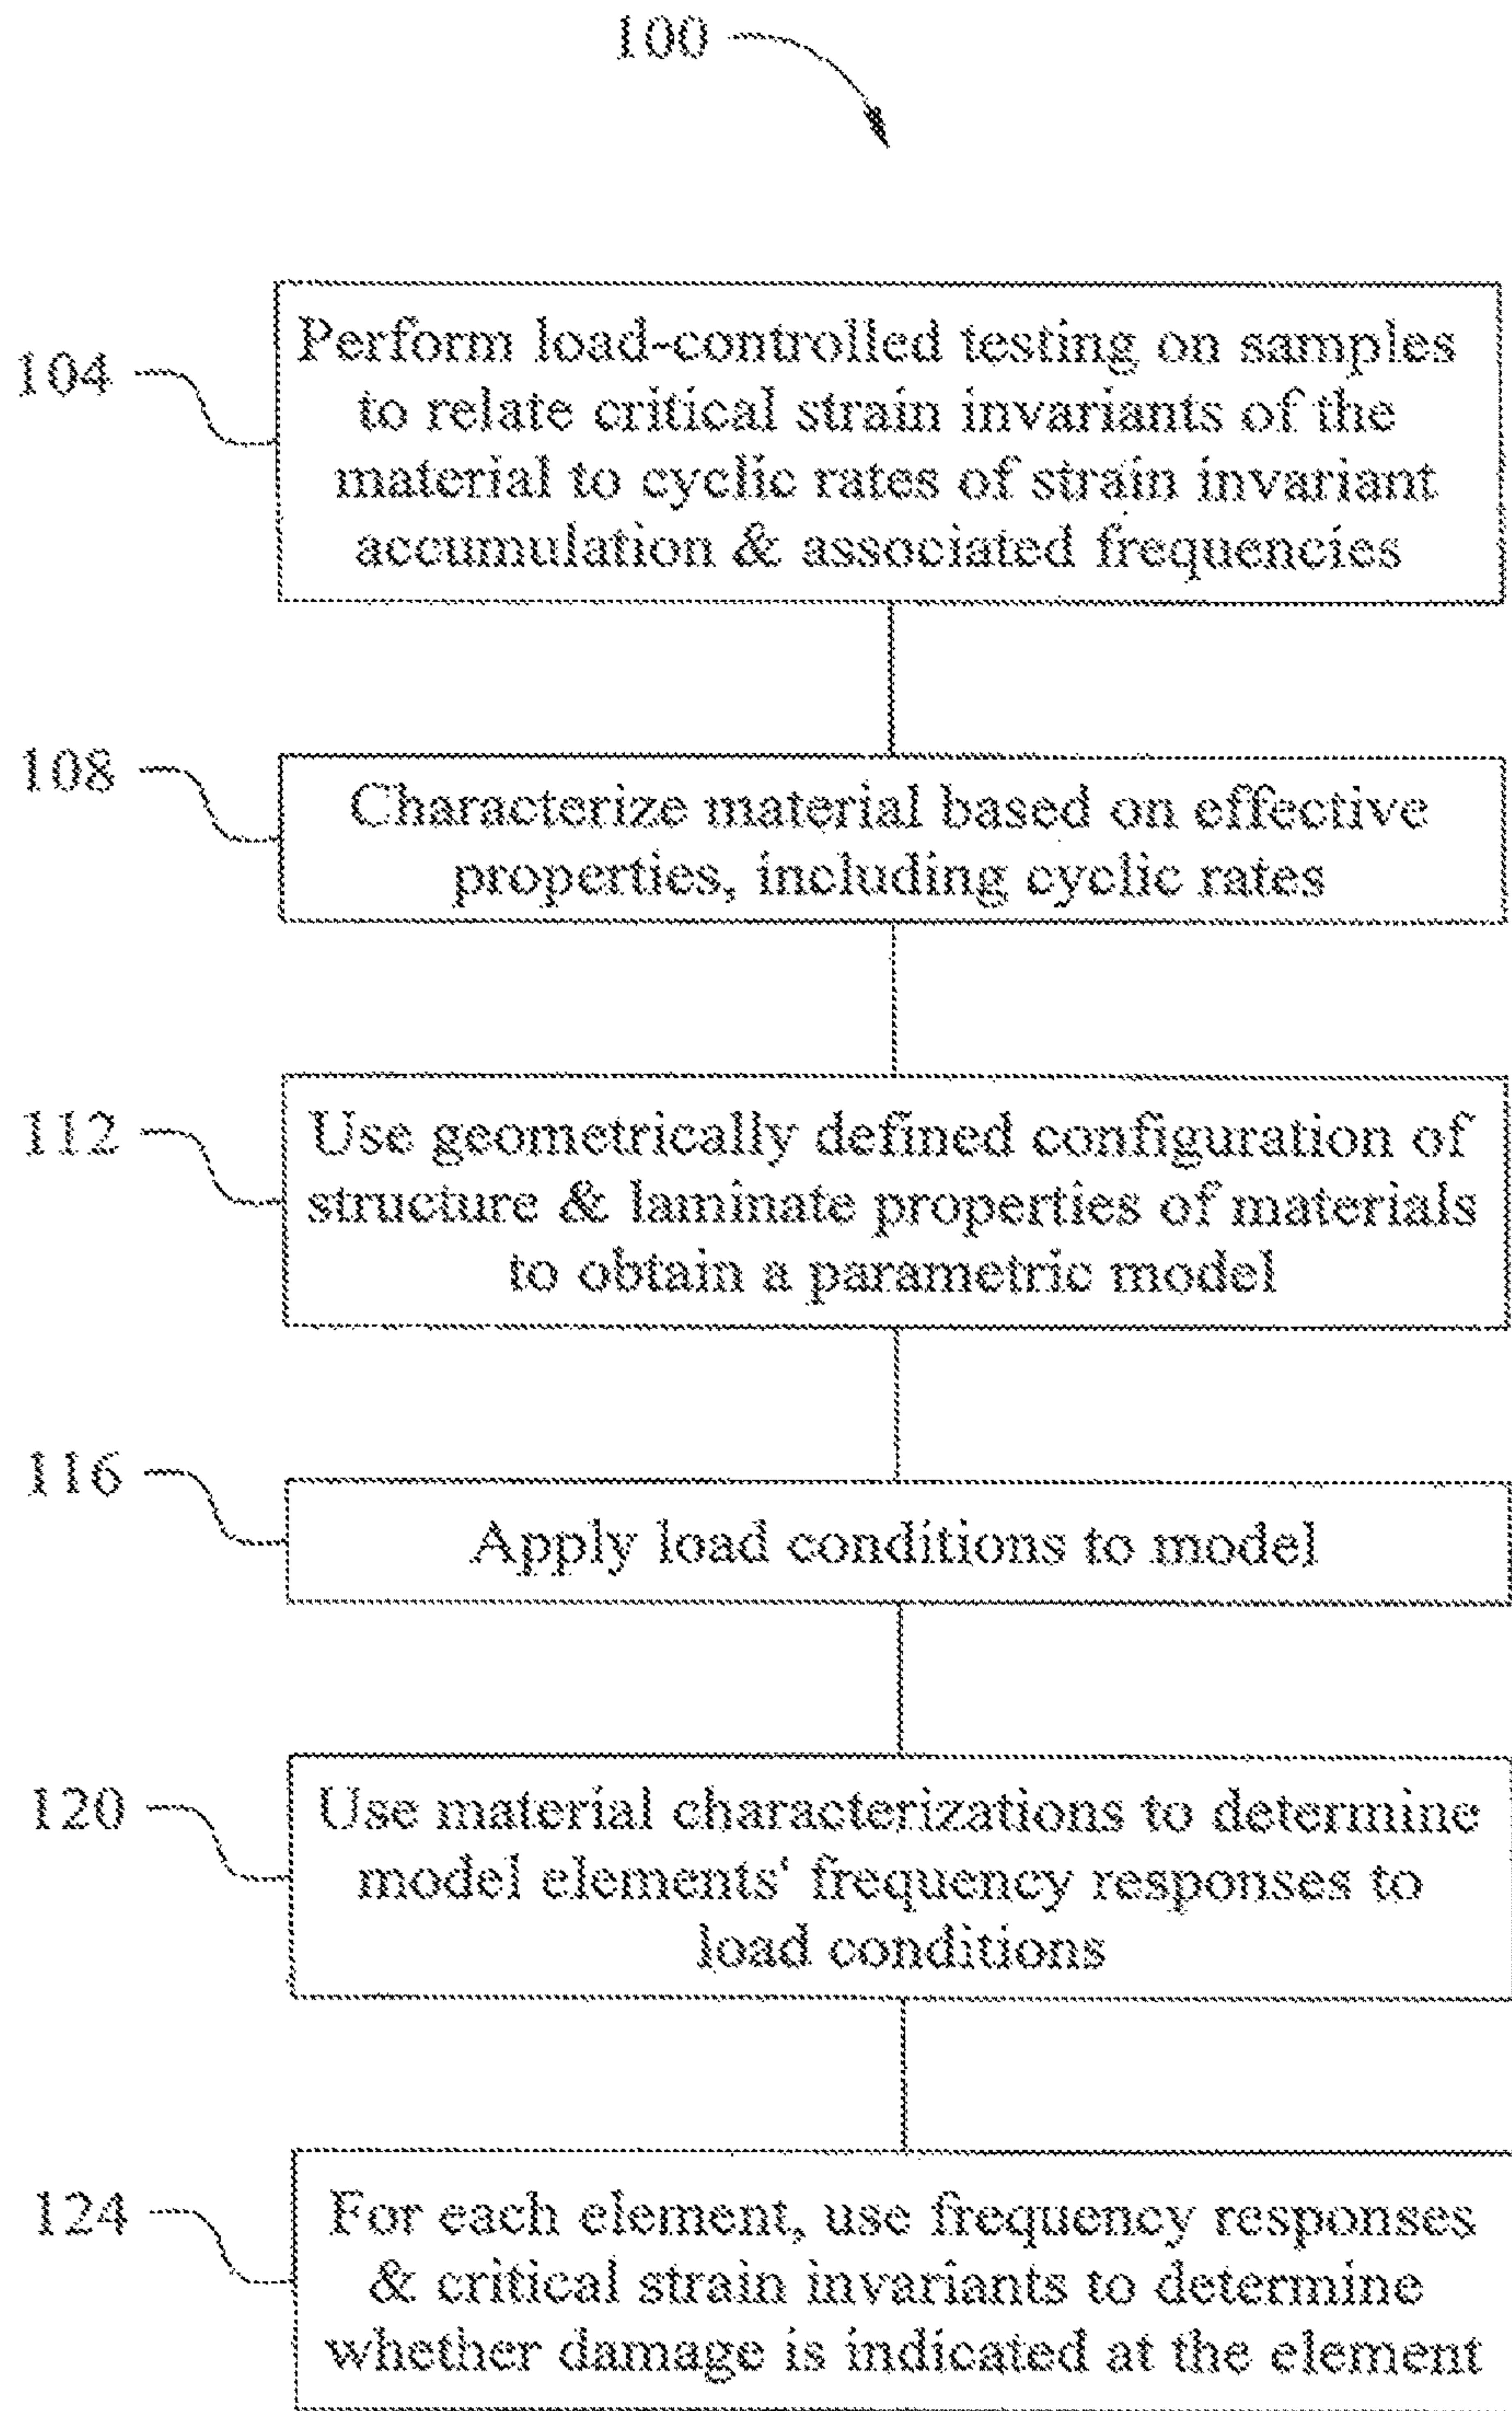 100
104
Perform load-controlled testing on samples
to relate critical strain invariants of the
material to cyclic rates of strain invariant
accumulation & associated frequencies
108
Characterize material based on effective
properties, including cyclic rates
112
Use geometrically defined configuration of
structure & laminate properties of materials
to obtain a parametric model
116
Apply load conditions to model
120
Use material characterizations to determine
model elements' frequency responses to
load conditions
124
For each element, use frequency responses
& critical strain invariants to determine
whether damage is indicated at the element